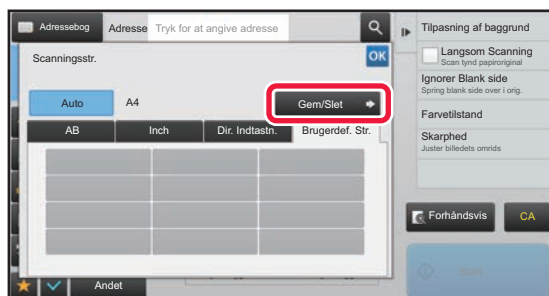 Adressebog Adresse Tryk for at angive adresse
Scanningsstr. OK
Auto A4 Gem/Slet
AB Inch Dir. Indtastn. Brugerdef. Str.
Andet
Tilpasning af baggrund
Langsom Scanning
Scan tynd papiroriginal
Ignorer Blank side
Spring blank side over i orig.
Farvetilstand
Skarphed
Juster billedets omrids
Forhåndsvis CA
Start